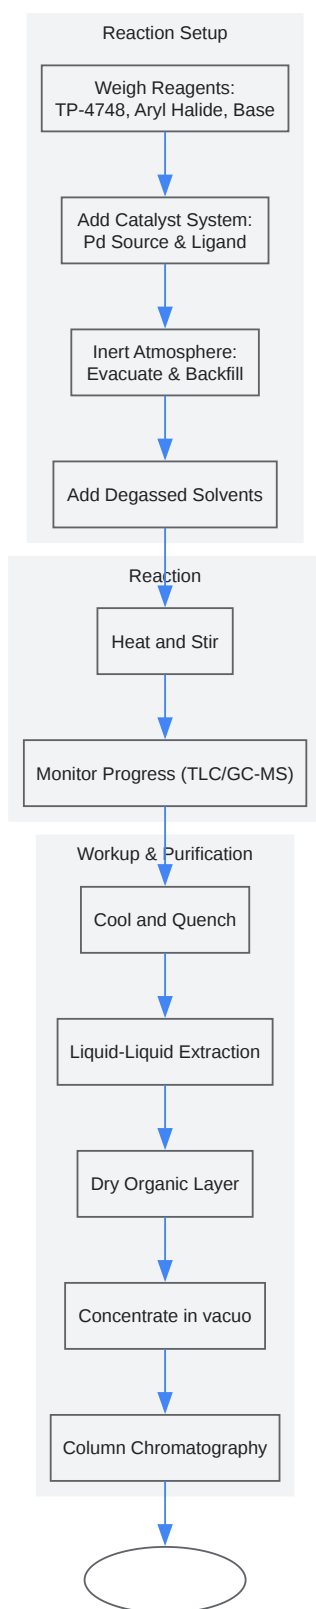 Reaction Setup
Weigh Reagents:
TP-4748, Aryl Halide, Base
Add Catalyst System:
Pd Source & Ligand
Inert Atmosphere:
Evacuate & Backfill
Add Degassed Solvents
Reaction
Heat and Stir
Monitor Progress (TLC/GC-MS)
Workup & Purification
Cool and Quench
Liquid-Liquid Extraction
Dry Organic Layer
Concentrate in vacuo
Column Chromatography